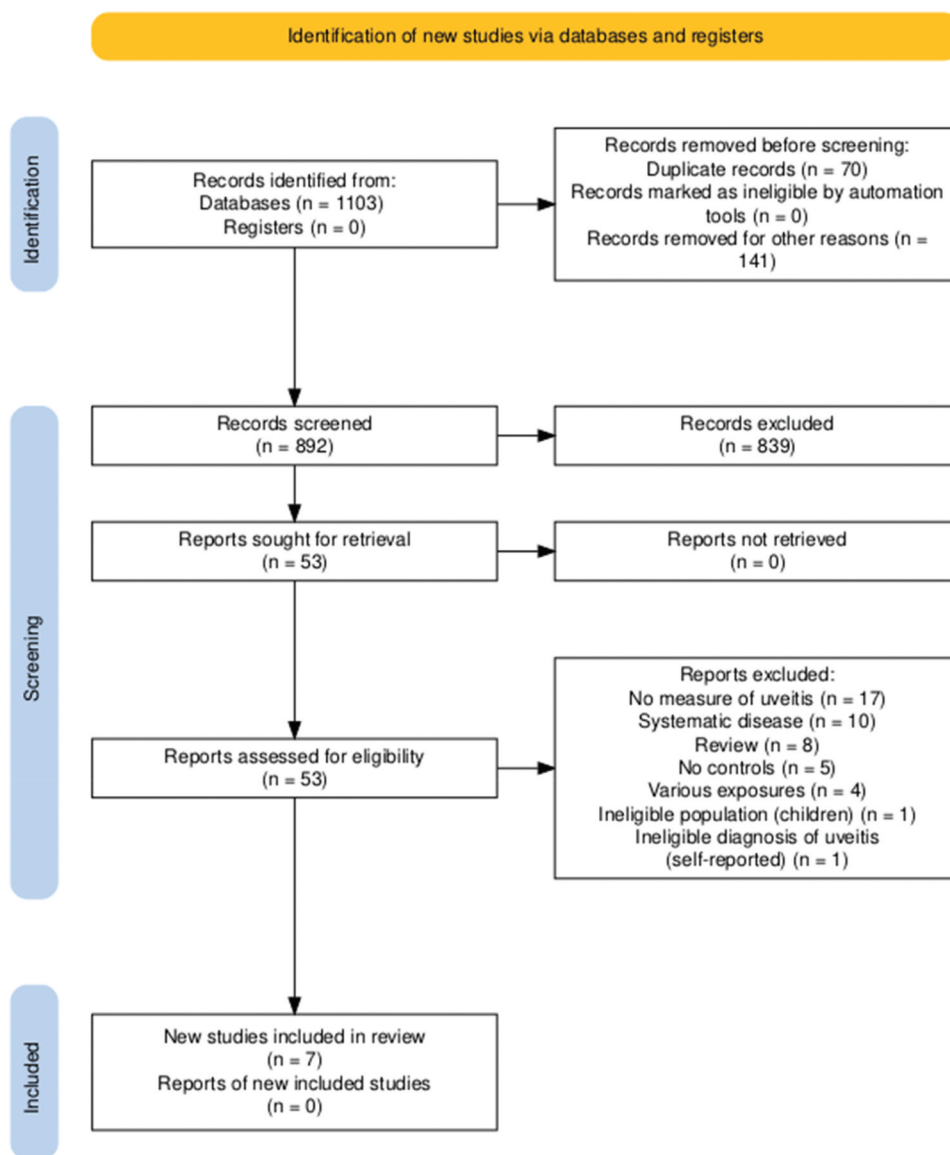 Identification of new studies via databases and registers
Identification
Records identified from:
Databases (n = 1103)
Registers (n = 0)
Records removed before screening:
Duplicate records (n = 70)
Records marked as ineligible by automation
tools (n = 0)
Records removed for other reasons (n =
141)
Screening
Records screened
(n = 892)
Records excluded
(n = 839)
Reports sought for retrieval
(n = 53)
Reports not retrieved
(n = 0)
Reports assessed for eligibility
(n = 53)
Reports excluded:
No measure of uveitis (n = 17)
Systematic disease (n = 10)
Review (n = 8)
No controls (n = 5)
Various exposures (n = 4)
Ineligible population (children) (n = 1)
Ineligible diagnosis of uveitis
(self-reported) (n = 1)
Included
New studies included in review
(n = 7)
Reports of new included studies
(n = 0)